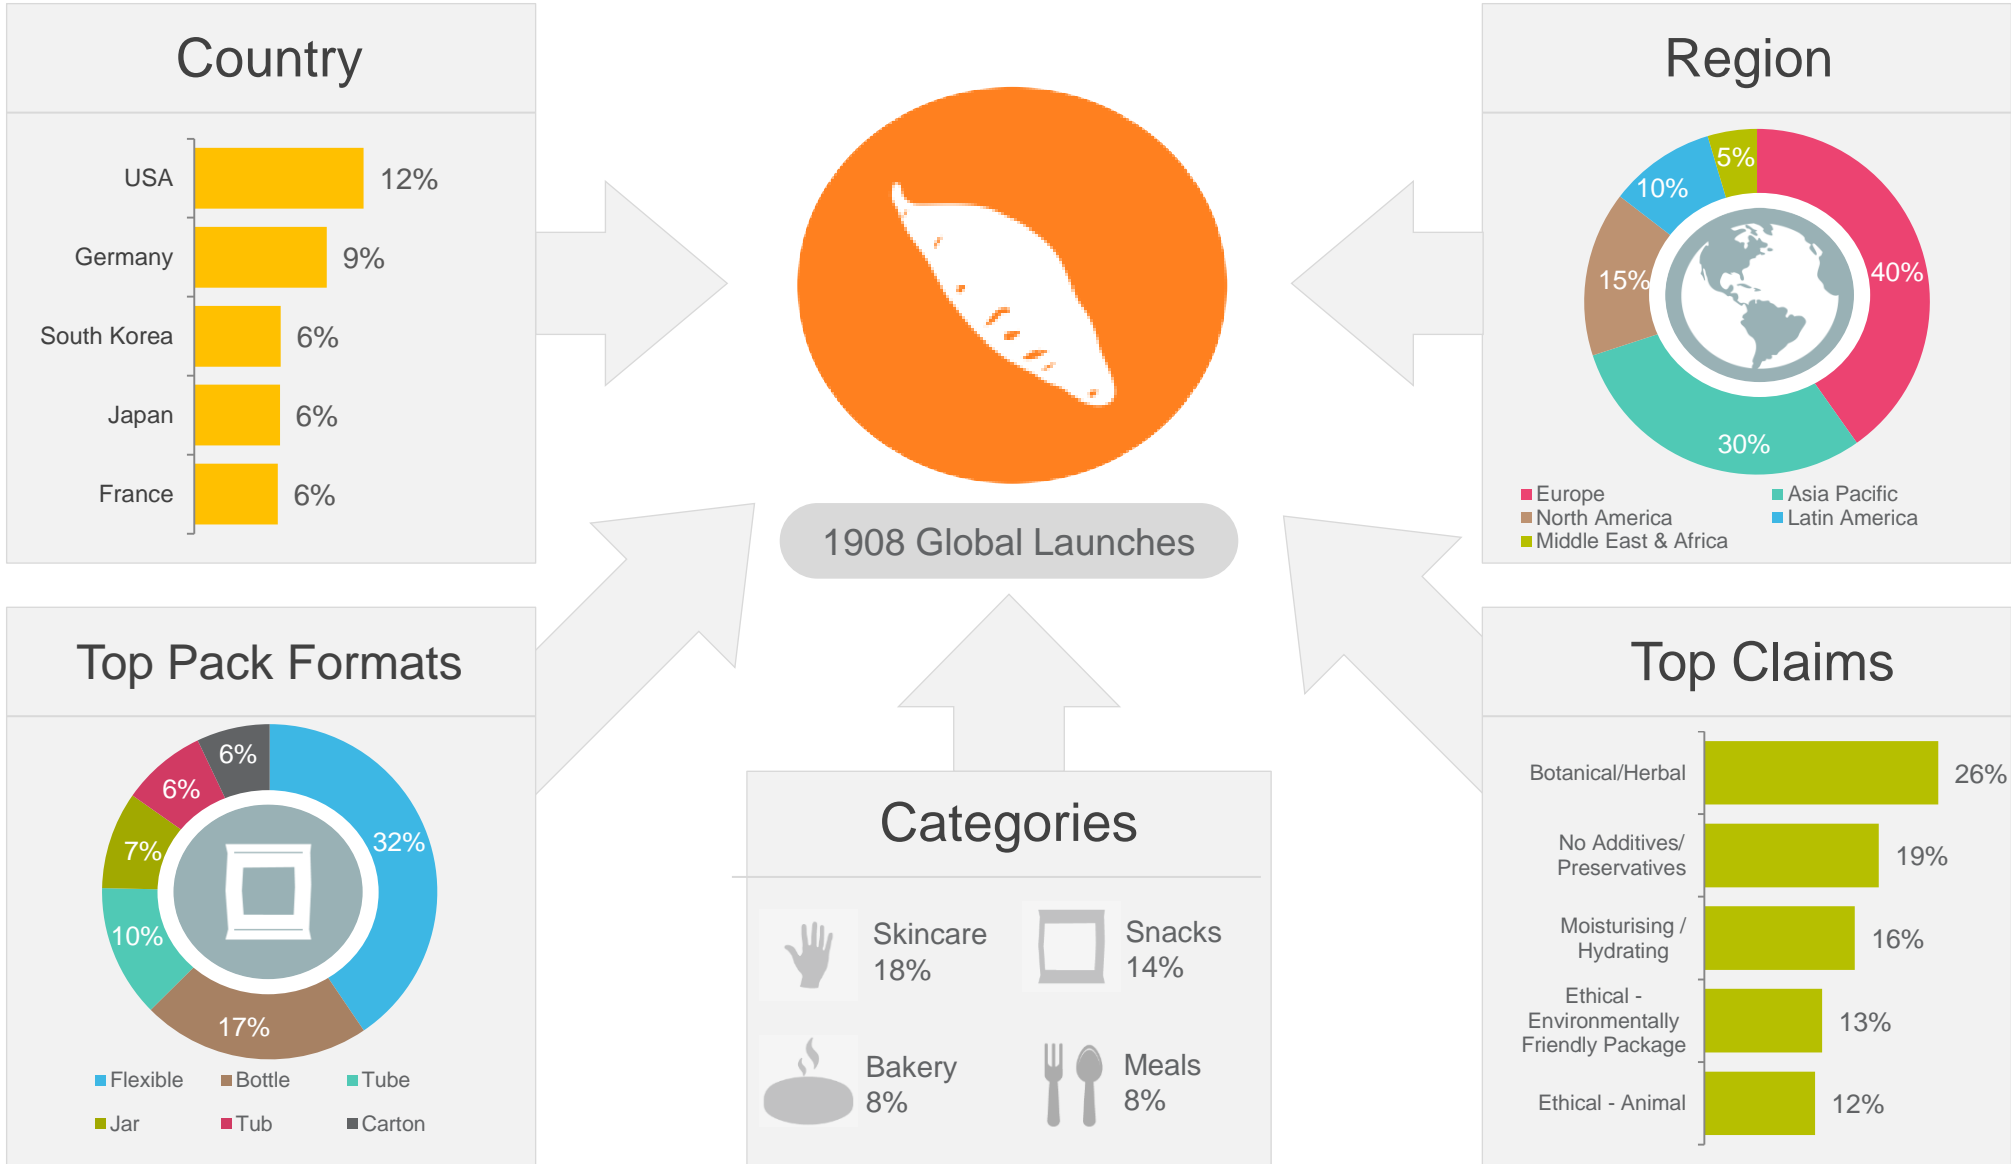 Country
USA
12%
Germany
9%
South Korea
6%
Japan
6%
France
6%
1908 Global Launches
Region
5%
10%
40%
15%
30%
Europe
Asia Pacific
North America
Latin America
Middle East & Africa
Top Pack Formats
6%
6%
32%
7%
10%
17%
Flexible
Bottle
Tube
Jar
Tub
Carton
Categories
Skincare
18%
Snacks
14%
Bakery
8%
Meals
8%
Top Claims
Botanical/Herbal
26%
No Additives/
Preservatives
19%
Moisturising /
Hydrating
16%
Ethical -
Environmentally
Friendly Package
13%
Ethical - Animal
12%